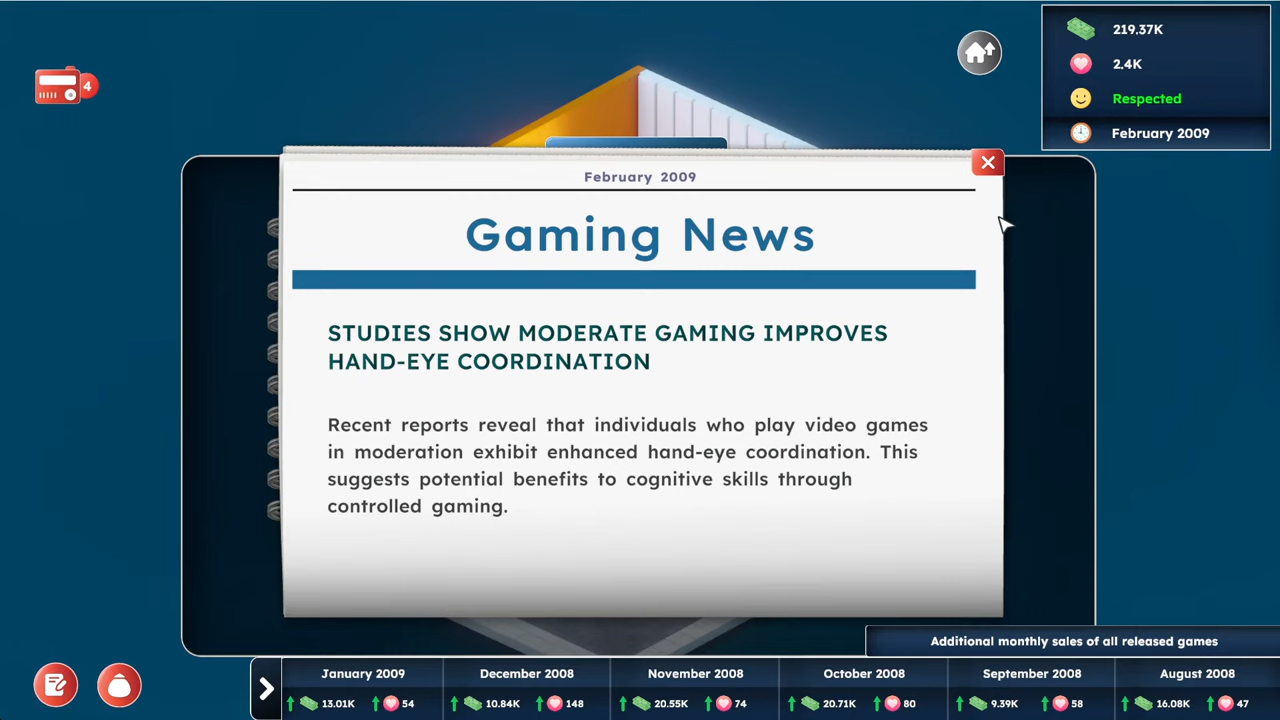 219.37K
2.4K
Respected
February 2009
4
February 2009
Gaming News
STUDIES SHOW MODERATE GAMING IMPROVES
HAND-EYE COORDINATION
Recent reports reveal that individuals who play video games
in moderation exhibit enhanced hand-eye coordination. This
suggests potential benefits to cognitive skills through
controlled gaming.
Additional monthly sales of all released games
January 2009 December 2008 November 2008 October 2008 September 2008 August 2008
13.01K 54 10.84K 148 20.55K 74 20.71K 80 9.39K 58 16.08K 47